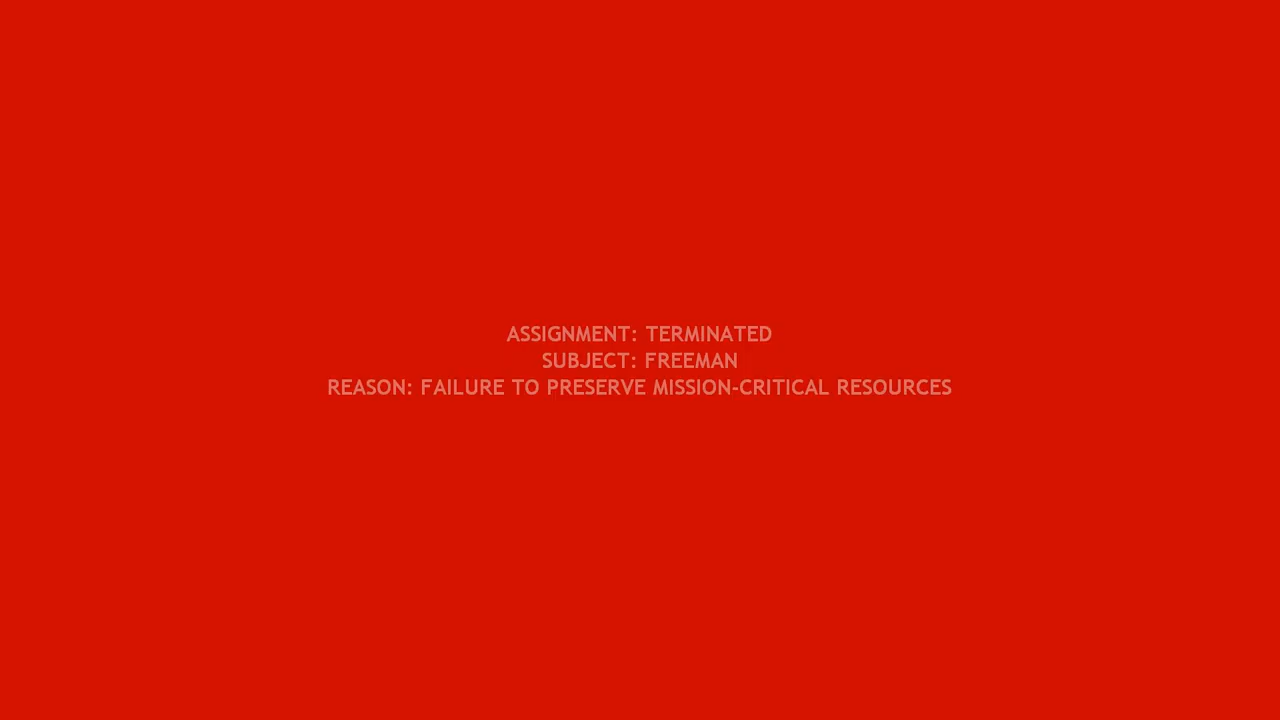 ASSIGNMENT: TERMINATED
SUBJECT: FREEMAN
REASON: FAILURE TO PRESERVE MISSION-CRITICAL RESOURCES